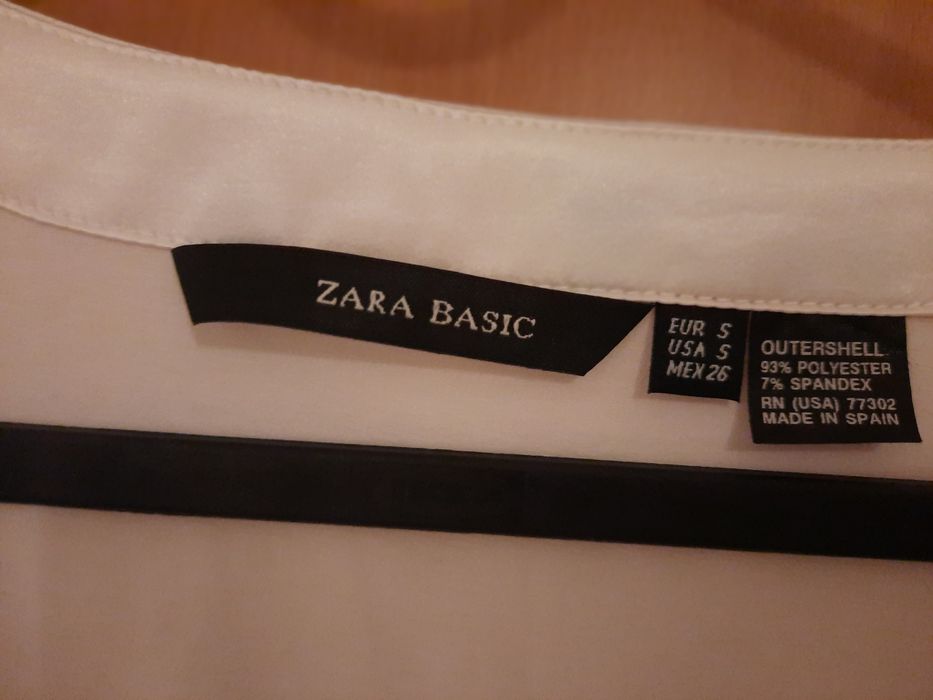 ZARA BASIC
EUR S
USA S
MEX 26
OUTERSHELL
93% POLYESTER
7% SPANDEX
RN (USA) 77302
MADE IN SPAIN